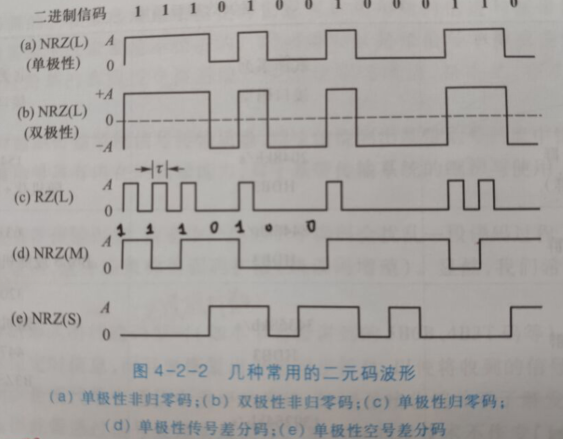 二进制信码 1 1 1 0 1 0 0 1 0 0 0 1 1 0
(a) NRZ(L) A
(单极性) 0
(b) NRZ(L) +A
(双极性) 0
-A
τ
(c) RZ(L) A
0
1 1 1 0 1 0 0
(d) NRZ(M) A
0
(e) NRZ(S) A
0
图 4-2-2 几种常用的二元码波形
(a) 单极性非归零码;(b) 双极性非归零码;(c) 单极性归零码;
(d) 单极性传号差分码;(e) 单极性空号差分码